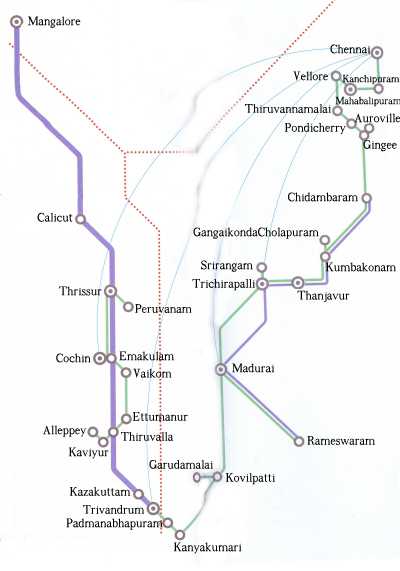 Mangalore
Chennai
Vellore
Kanchipuram
Mahabalipuram
Thiruvannamalai
Auroville
Pondicherry
Gingee
Chidambaram
Calicut
GangaikondaCholapuram
Srirangam
Kumbakonam
Trichirapalli
Thanjavur
Thrissur
Peruvanam
Cochin
Ernakulam
Vaikom
Madurai
Ettumanur
Alleppey
Thiruvalla
Kaviyur
Rameswaram
Garudamalai
Kovilpatti
Kazakuttam
Trivandrum
Padmanabhapuram
Kanyakumari